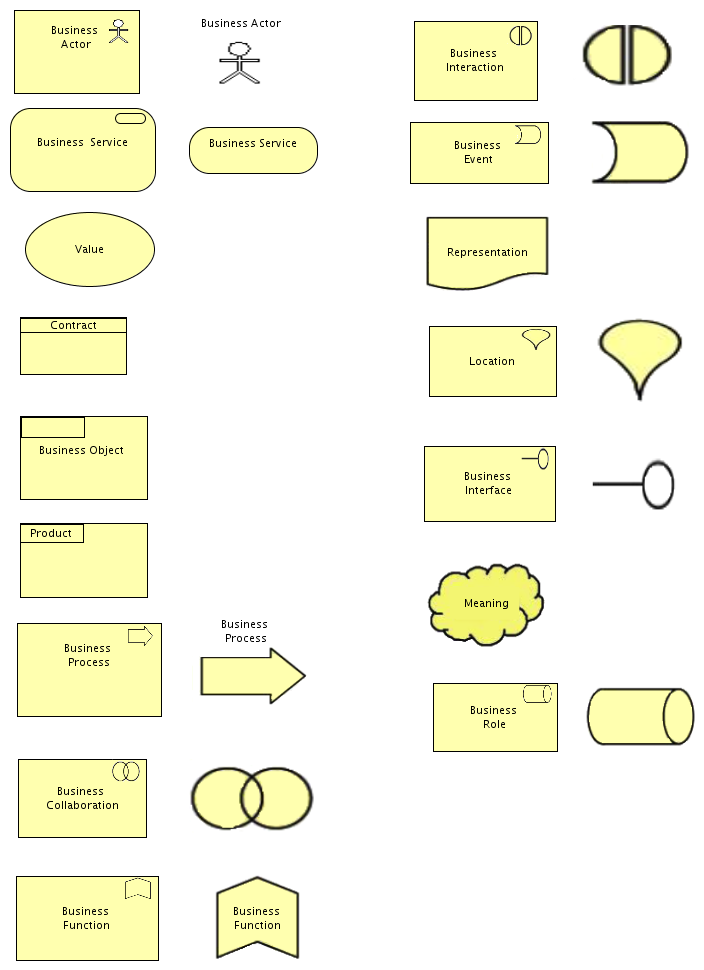 Business
Actor
Business Actor
Business Service
Business Service
Value
Contract
Business Object
Product
Business
Process
Business
Process
Business
Collaboration
Business
Function
Business
Function
Business
Interaction
Business
Event
Representation
Location
Business
Interface
Meaning
Business
Role